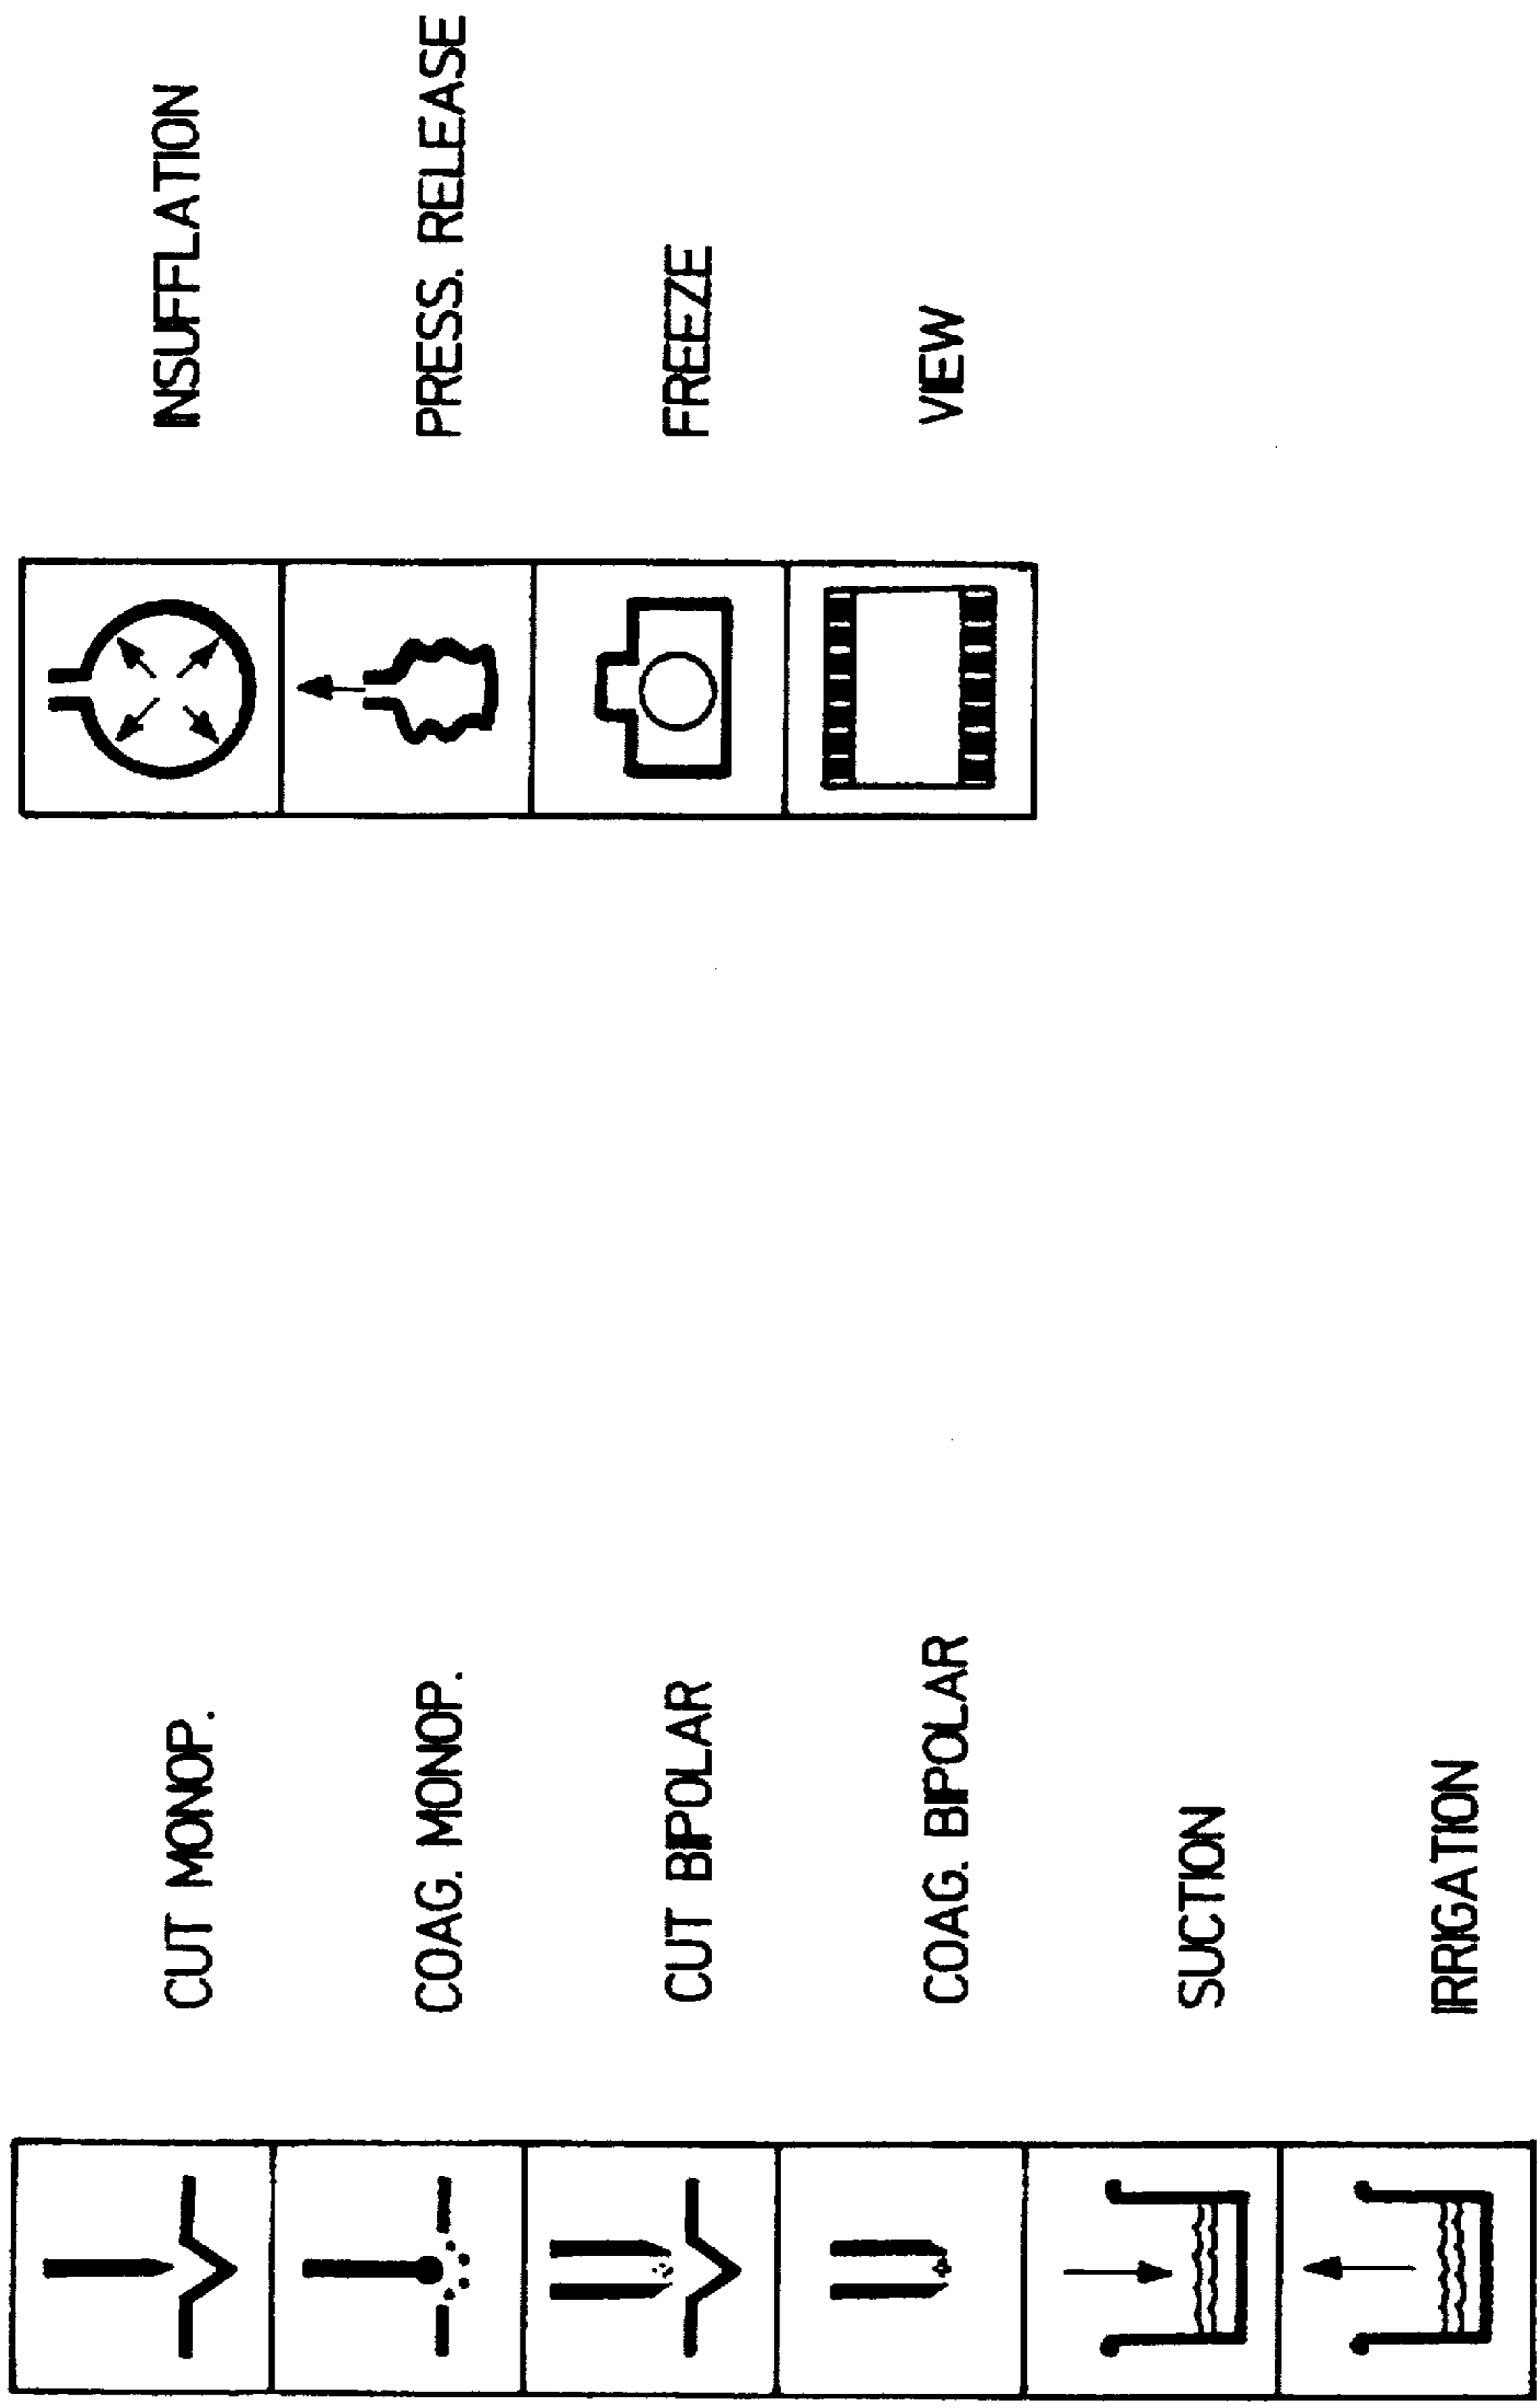 CUT MONOP.
COAG. MONOP.
CUT BIPOLAR
COAG. BIPOLAR
SUCTION
IRRIGATION
INSUFFLATION
PRESS. RELEASE
FREEZE
VIEW